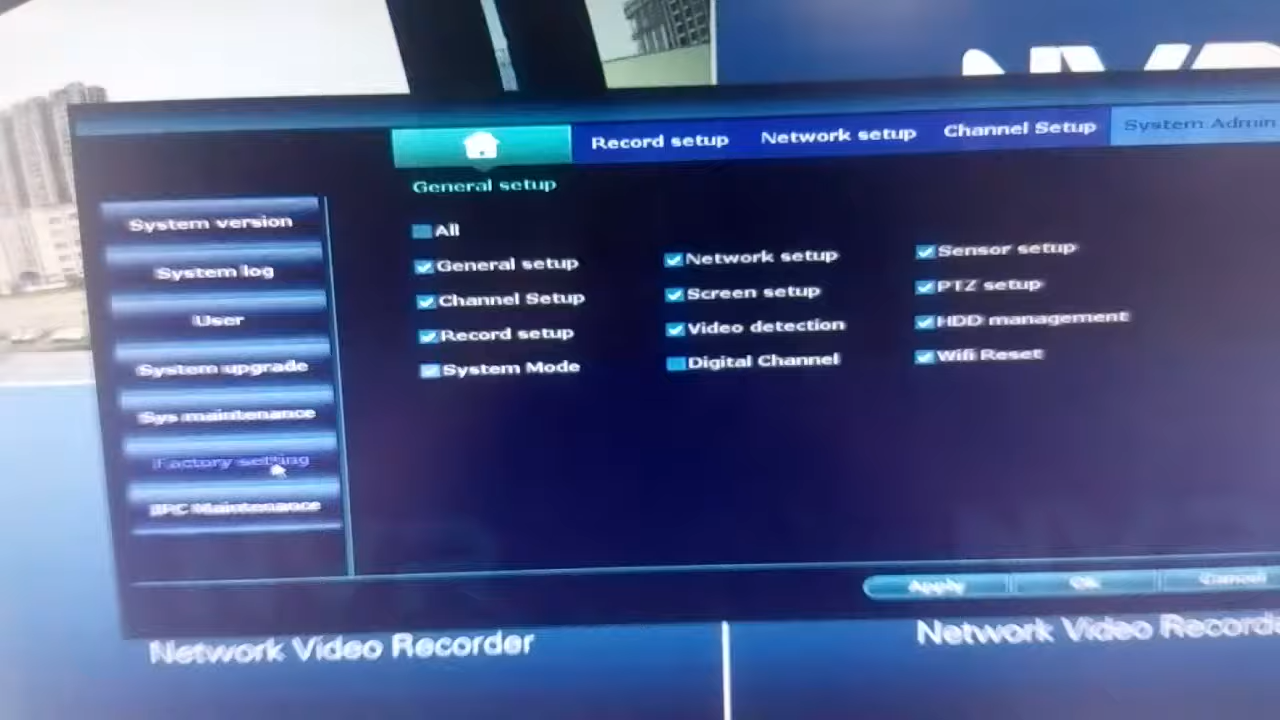 Record setup Network setup Channel Setup System Admin
General setup
System version
System log
User
System upgrade
Sys maintenance
Factory setting
IPC Maintenance
All
General setup Network setup Sensor setup
Channel Setup Screen setup PTZ setup
Record setup Video detection HDD management
System Mode Digital Channel Wifi Reset
Apply Ok Cancel
Network Video Recorder Network Video Recorde